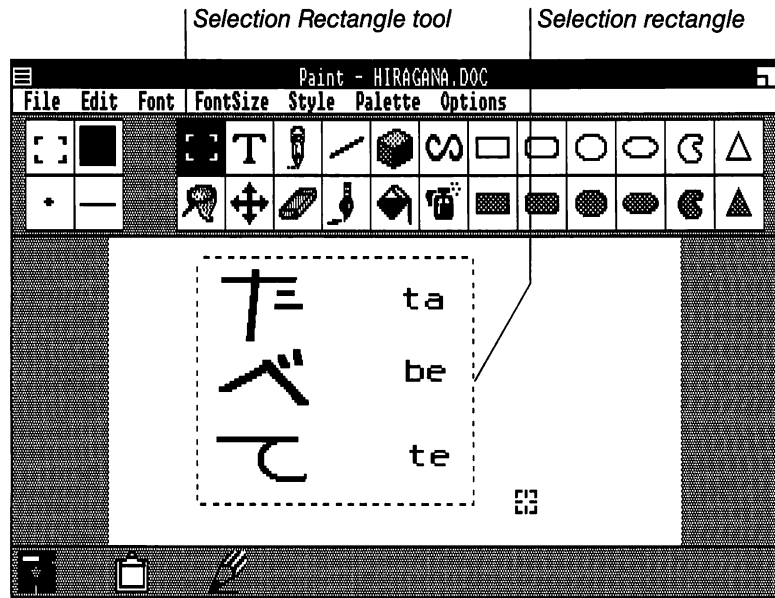 Selection Rectangle tool Selection rectangle
Paint - HIRAGANA.DOC
File Edit Font FontSize Style Palette Options
T
た ta
べ be
て te